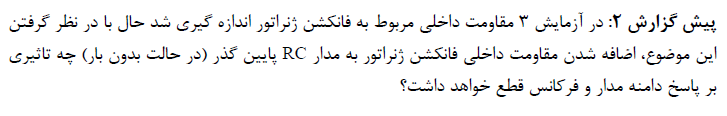 پیش گزارش ۲: در آزمایش ۳ مقاومت داخلی مربوط به فانکشن ژنراتور اندازه گیری شد حال با در نظر گرفتن
این موضوع، اضافه شدن مقاومت داخلی فانکشن ژنراتور به مدار RC پایین گذر (در حالت بدون بار) چه تاثیری
بر پاسخ دامنه مدار و فرکانس قطع خواهد داشت؟